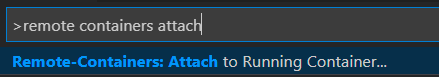 >remote containers attach
Remote-Containers: Attach to Running Container...